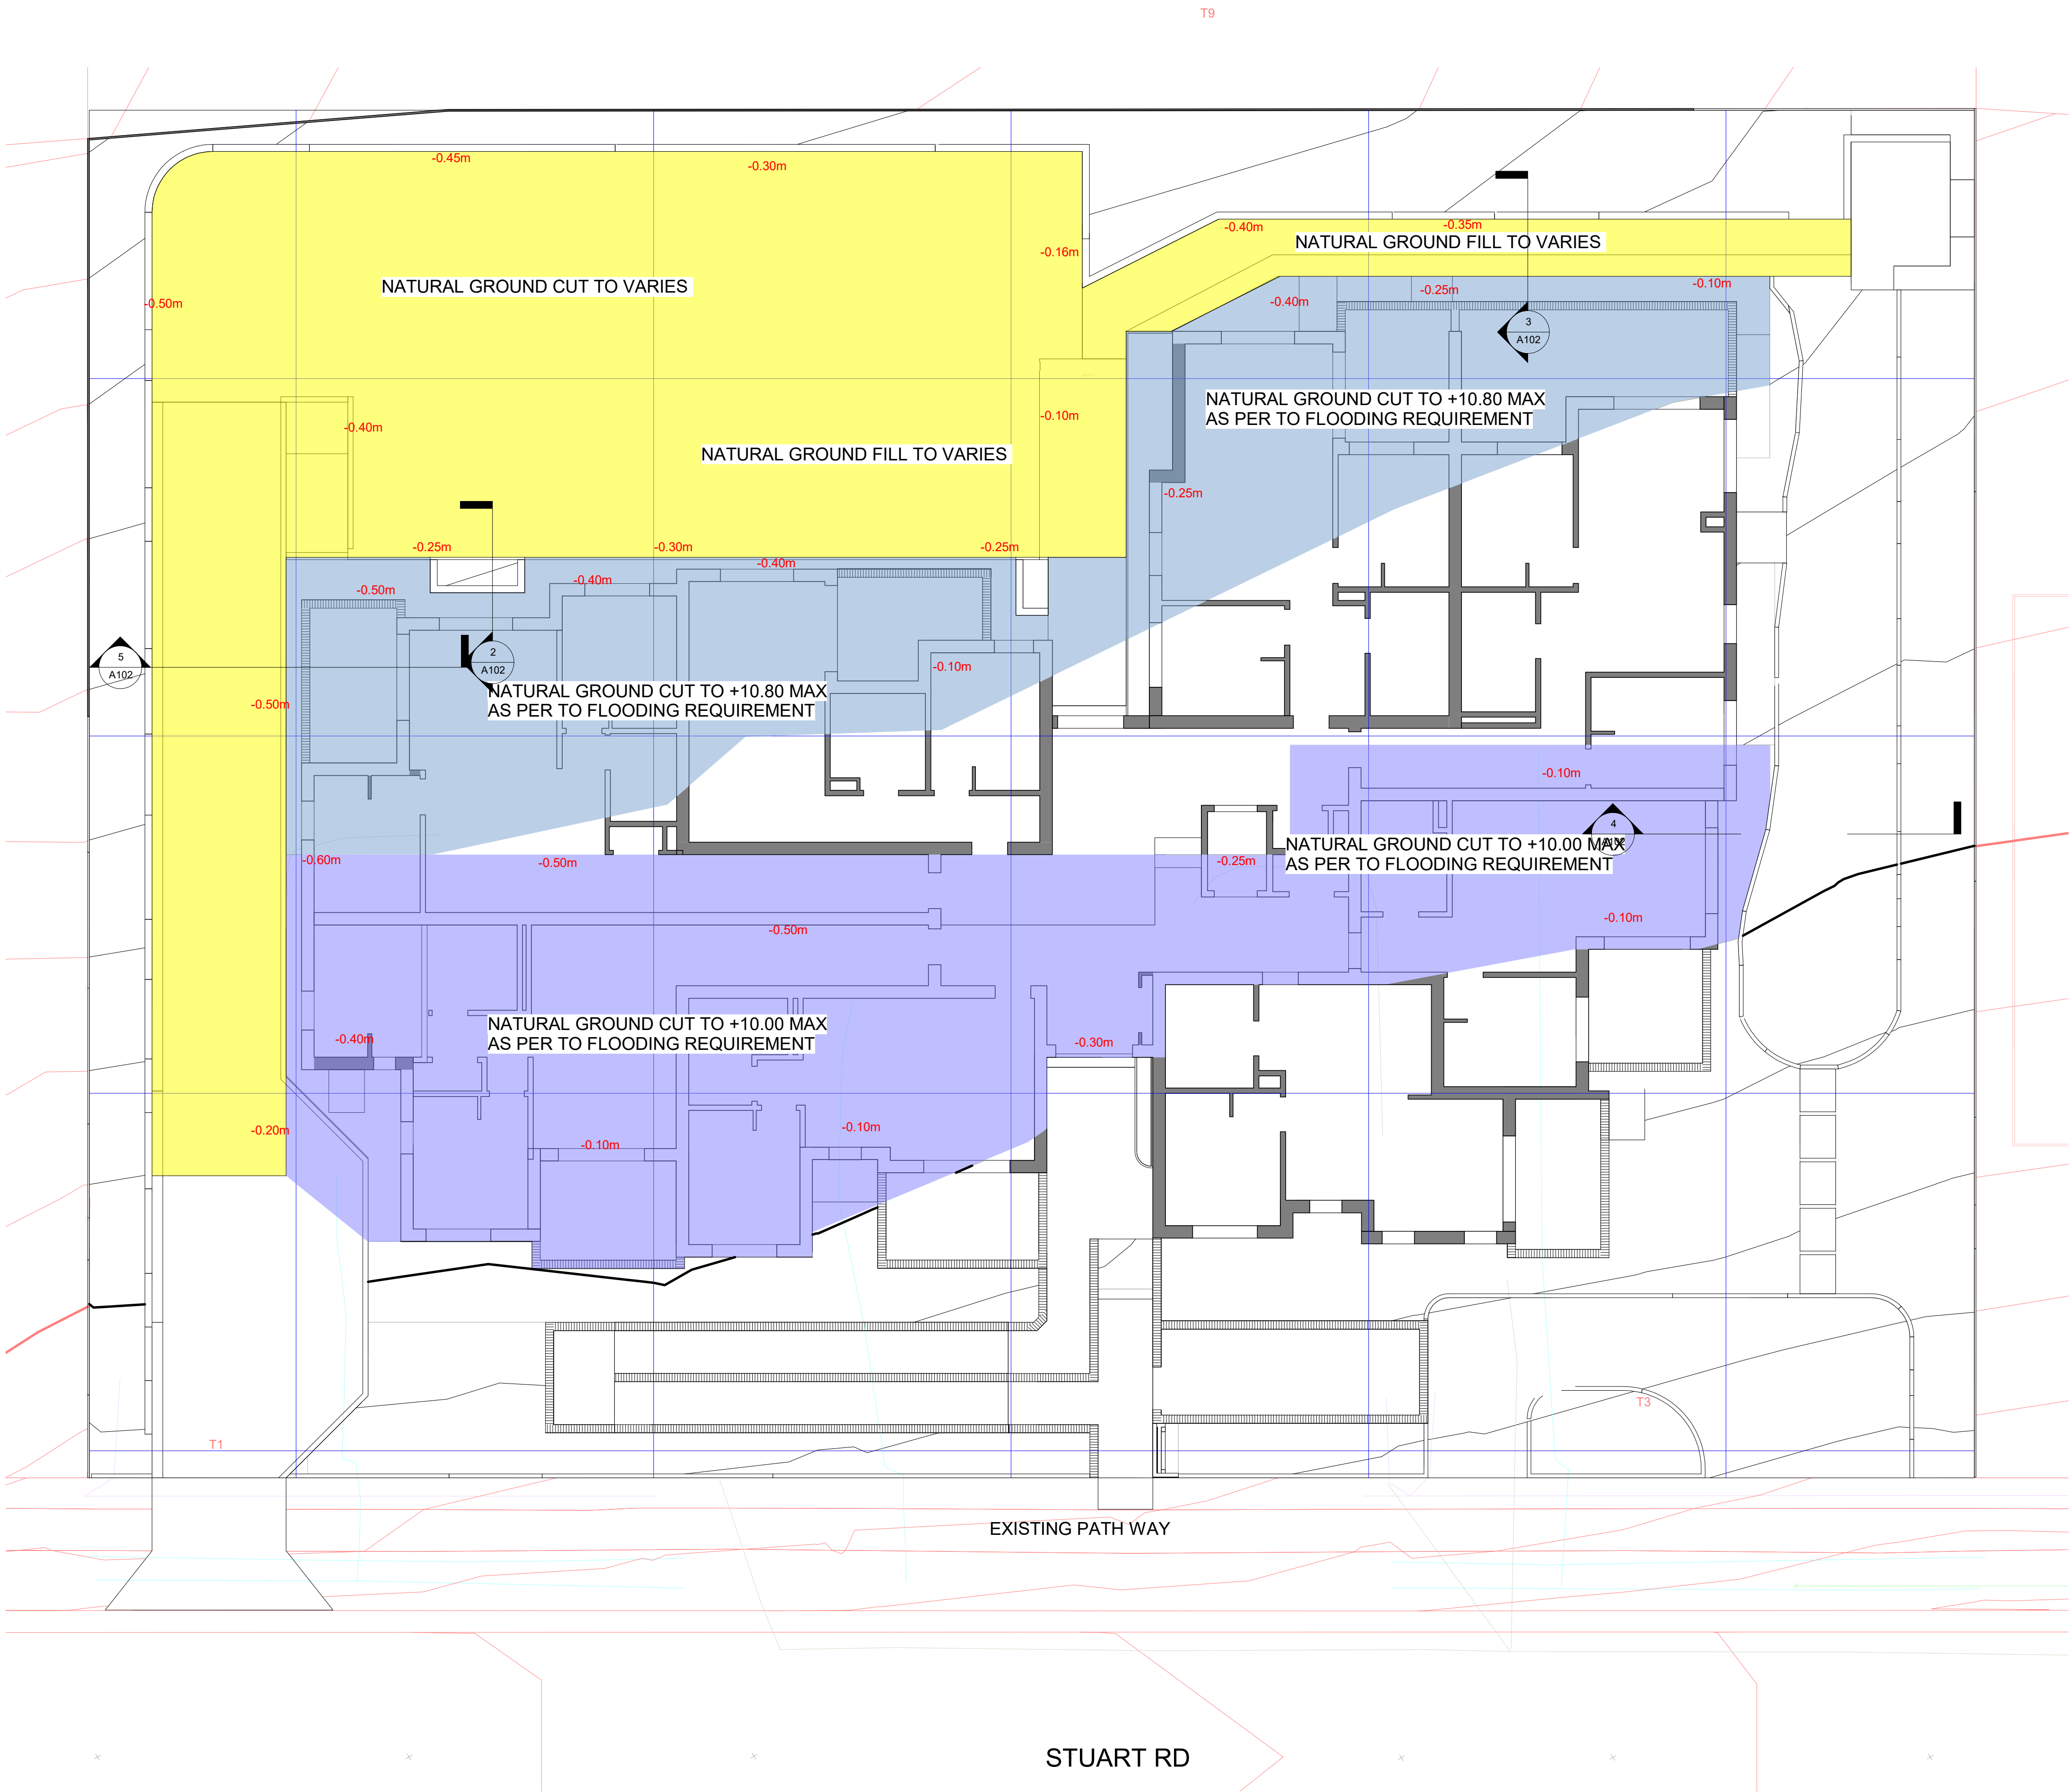 T9
-0.45m
-0.30m
-0.40m
-0.35m
NATURAL GROUND FILL TO VARIES
-0.16m
NATURAL GROUND CUT TO VARIES
-0.10m
-0.25m
-0.50m
-0.40m
3
A102
NATURAL GROUND CUT TO +10.80 MAX
AS PER TO FLOODING REQUIREMENT
-0.10m
-0.40m
NATURAL GROUND FILL TO VARIES
-0.25m
-0.25m
-0.30m
-0.25m
-0.40m
-0.40m
-0.50m
2
A102
5
A102
-0.10m
NATURAL GROUND CUT TO +10.80 MAX
AS PER TO FLOODING REQUIREMENT
-0.50m
-0.10m
4
A102
NATURAL GROUND CUT TO +10.00 MAX
AS PER TO FLOODING REQUIREMENT
-0.60m
-0.50m
-0.25m
-0.10m
-0.50m
NATURAL GROUND CUT TO +10.00 MAX
AS PER TO FLOODING REQUIREMENT
-0.40m
-0.30m
-0.20m
-0.10m
-0.10m
T3
T1
EXISTING PATH WAY
STUART RD